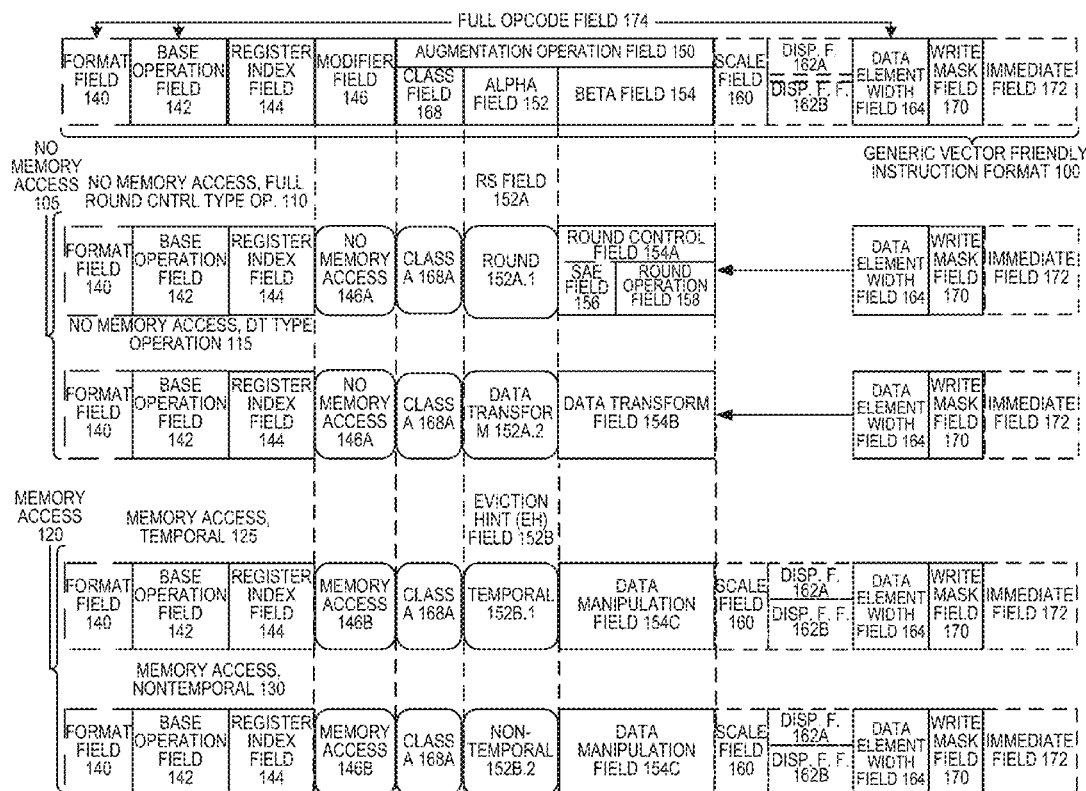 FULL OPCODE FIELD 174
FORMAT FIELD 140
BASE OPERATION FIELD 142
REGISTER INDEX FIELD 144
MODIFIER FIELD 146
AUGMENTATION OPERATION FIELD 150
CLASS FIELD 168
ALPHA FIELD 152
BETA FIELD 154
SCALE FIELD 160
DISP. F. 162A
DISP. F. F. 162B
DATA ELEMENT WIDTH FIELD 164
WRITE MASK FIELD 170
IMMEDIATE FIELD 172
GENERIC VECTOR FRIENDLY INSTRUCTION FORMAT 100
NO MEMORY ACCESS 105
NO MEMORY ACCESS, FULL ROUND CNTRL TYPE OP. 110
RS FIELD 152A
FORMAT FIELD 140
BASE OPERATION FIELD 142
REGISTER INDEX FIELD 144
NO MEMORY ACCESS 146A
CLASS A 168A
ROUND 152A.1
ROUND CONTROL FIELD 154A
SAE FIELD 156
ROUND OPERATION FIELD 158
DATA ELEMENT WIDTH FIELD 164
WRITE MASK FIELD 170
IMMEDIATE FIELD 172
NO MEMORY ACCESS, DT TYPE OPERATION 115
FORMAT FIELD 140
BASE OPERATION FIELD 142
REGISTER INDEX FIELD 144
NO MEMORY ACCESS 146A
CLASS A 168A
DATA TRANSFOR M 152A.2
DATA TRANSFORM FIELD 154B
DATA ELEMENT WIDTH FIELD 164
WRITE MASK FIELD 170
IMMEDIATE FIELD 172
MEMORY ACCESS 120
MEMORY ACCESS, TEMPORAL 125
EVICTION HINT (EH) FIELD 152B
FORMAT FIELD 140
BASE OPERATION FIELD 142
REGISTER INDEX FIELD 144
MEMORY ACCESS 146B
CLASS A 168A
TEMPORAL 152B.1
DATA MANIPULATION FIELD 154C
SCALE FIELD 160
DISP. F. 162A
DISP. F. F. 162B
DATA ELEMENT WIDTH FIELD 164
WRITE MASK FIELD 170
IMMEDIATE FIELD 172
MEMORY ACCESS, NONTEMPORAL 130
FORMAT FIELD 140
BASE OPERATION FIELD 142
REGISTER INDEX FIELD 144
MEMORY ACCESS 146B
CLASS A 168A
NON-TEMPORAL 152B.2
DATA MANIPULATION FIELD 154C
SCALE FIELD 160
DISP. F. 162A
DISP. F. F. 162B
DATA ELEMENT WIDTH FIELD 164
WRITE MASK FIELD 170
IMMEDIATE FIELD 172